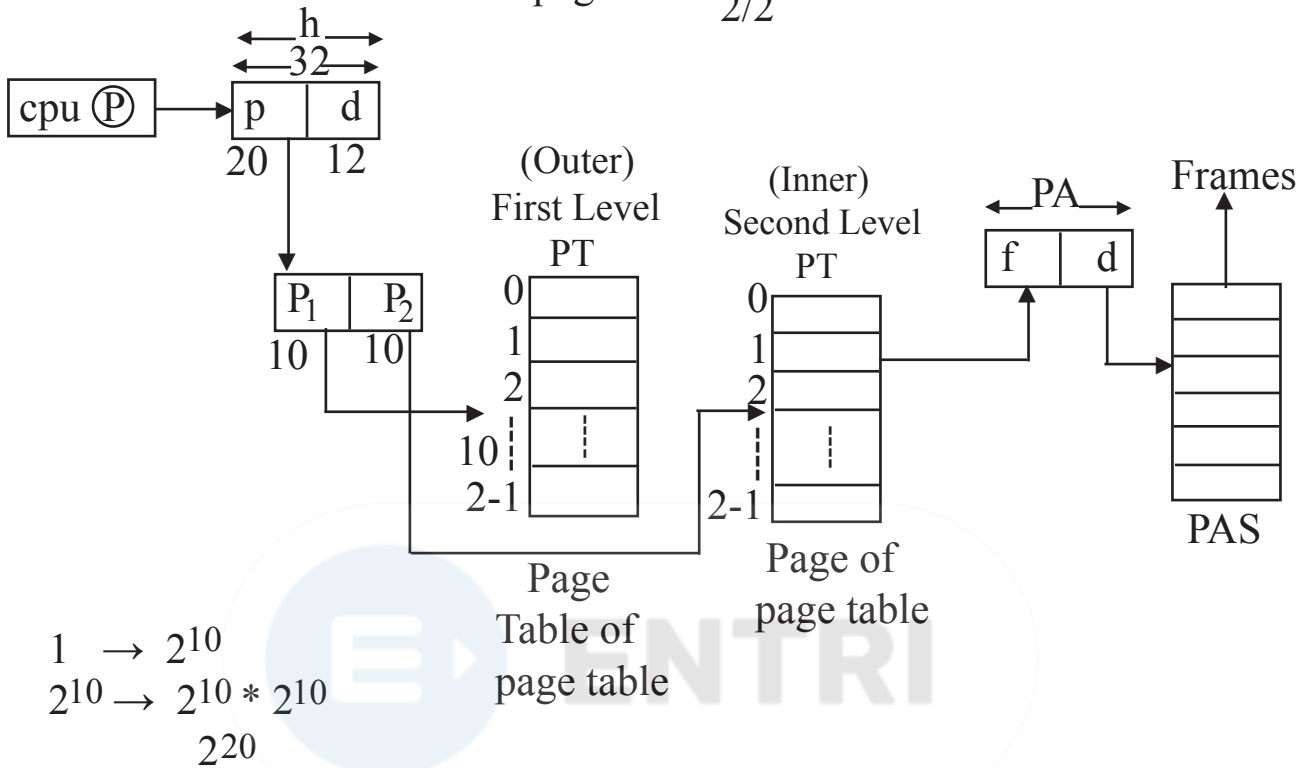 2/2
h
32
cpu P
p d
20 12
(Outer)
First Level
PT
(Inner)
Second Level
PT
PA
f d
Frames
P1 P2
10 10
0
1
2
10
2-1
0
1
2
2-1
PAS
Page
Table of
page table
Page of
page table
1 → 2^10
2^10 → 2^10 * 2^10
2^20
ENTRI